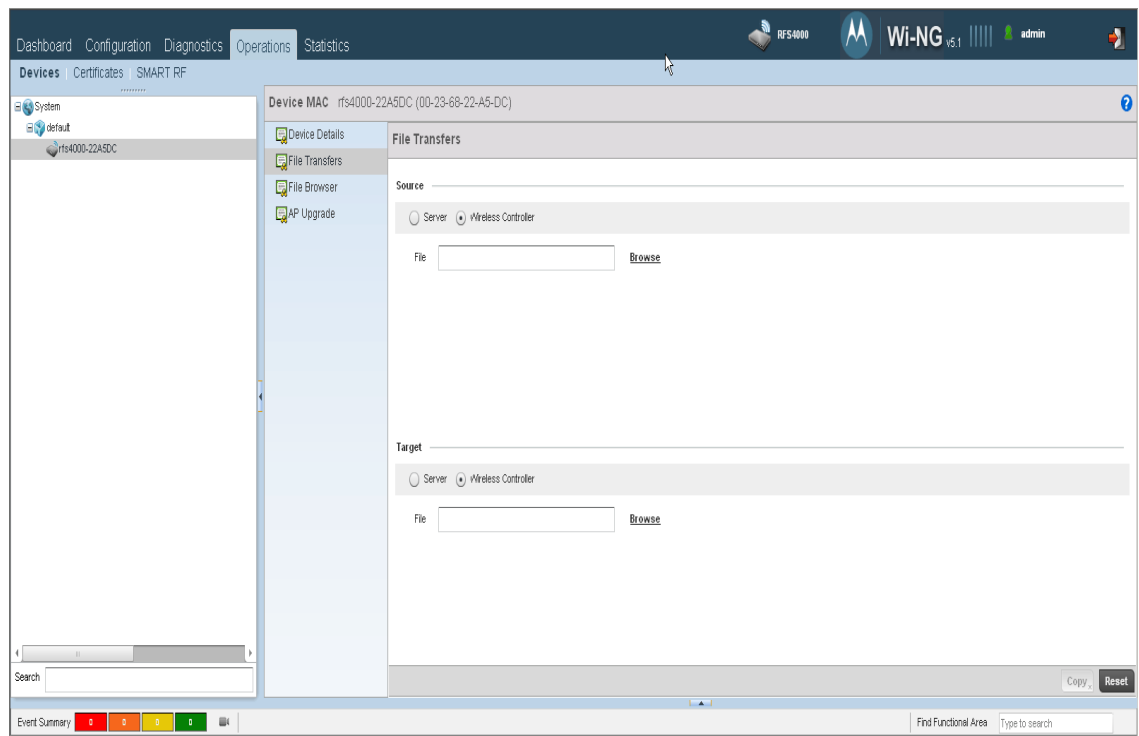 Dashboard Configuration Diagnostics Operations Statistics
RFS4000
Wi-NG v5.1
admin
Devices | Certificates | SMART RF
System
default
rfs4000-22A5DC
Search
Device MAC rfs4000-22A5DC (00-23-68-22-A5-DC)
?
Device Details
File Transfers
File Browser
AP Upgrade
File Transfers
Source
Server Wireless Controller
File Browse
Target
Server Wireless Controller
File Browse
Copy Reset
Event Summary 0 0 0 0
Find Functional Area Type to search